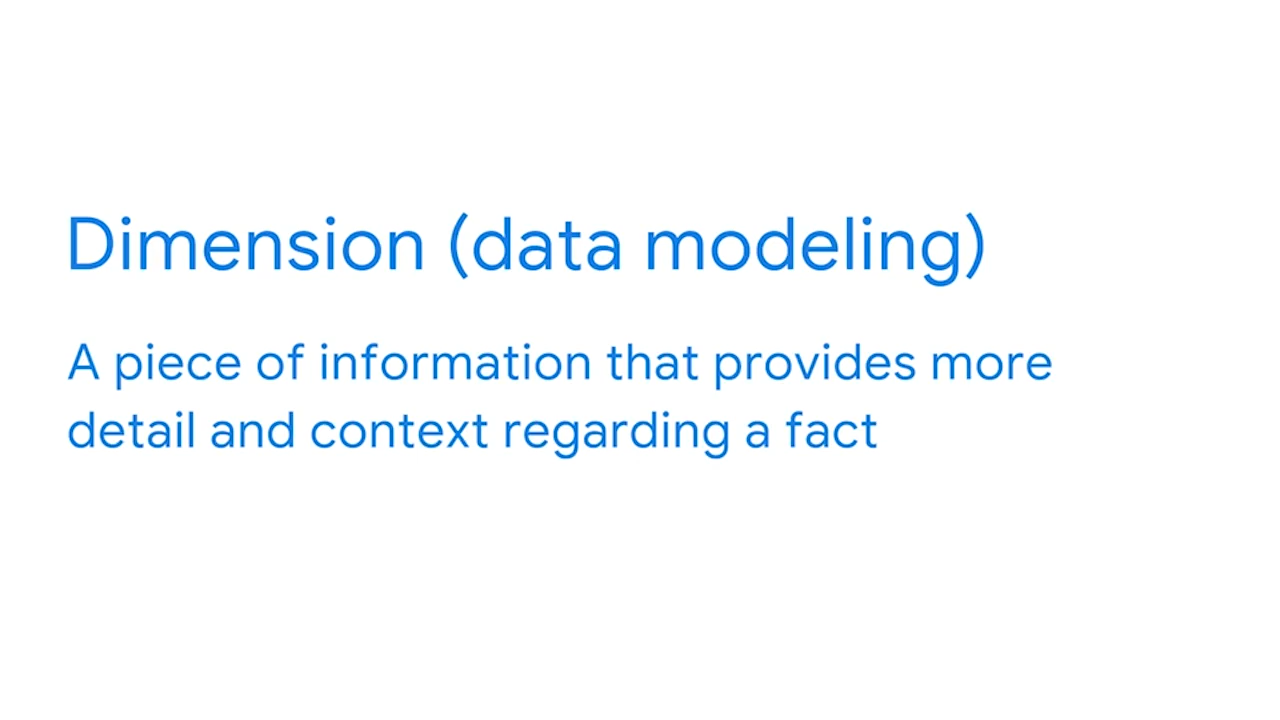 Dimension (data modeling)
A piece of information that provides more
detail and context regarding a fact